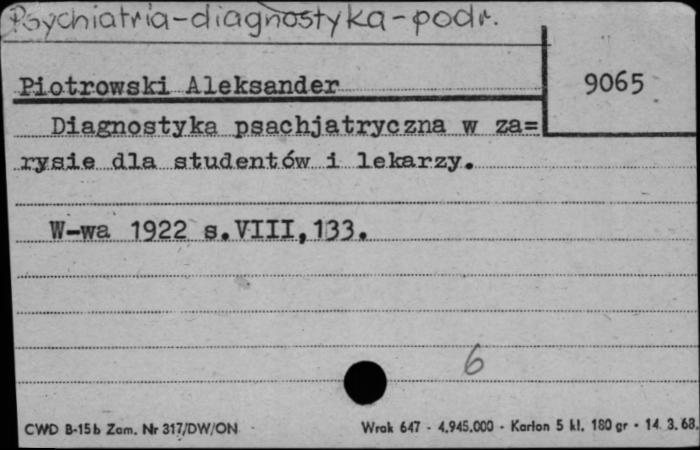 Psychiatria-diagnostyka-podr.
Piotrowski Aleksander
9065
Diagnostyka psachjatryczna w za=
rysie dla studentów i lekarzy.
W-wa 1922 s.VIII,133.
6
CWD B-15b Zam. Nr 317/DW/ON
Wrak 647 - 4.945.000 - Karton 5 kl. 180 gr - 14. 3. 68.